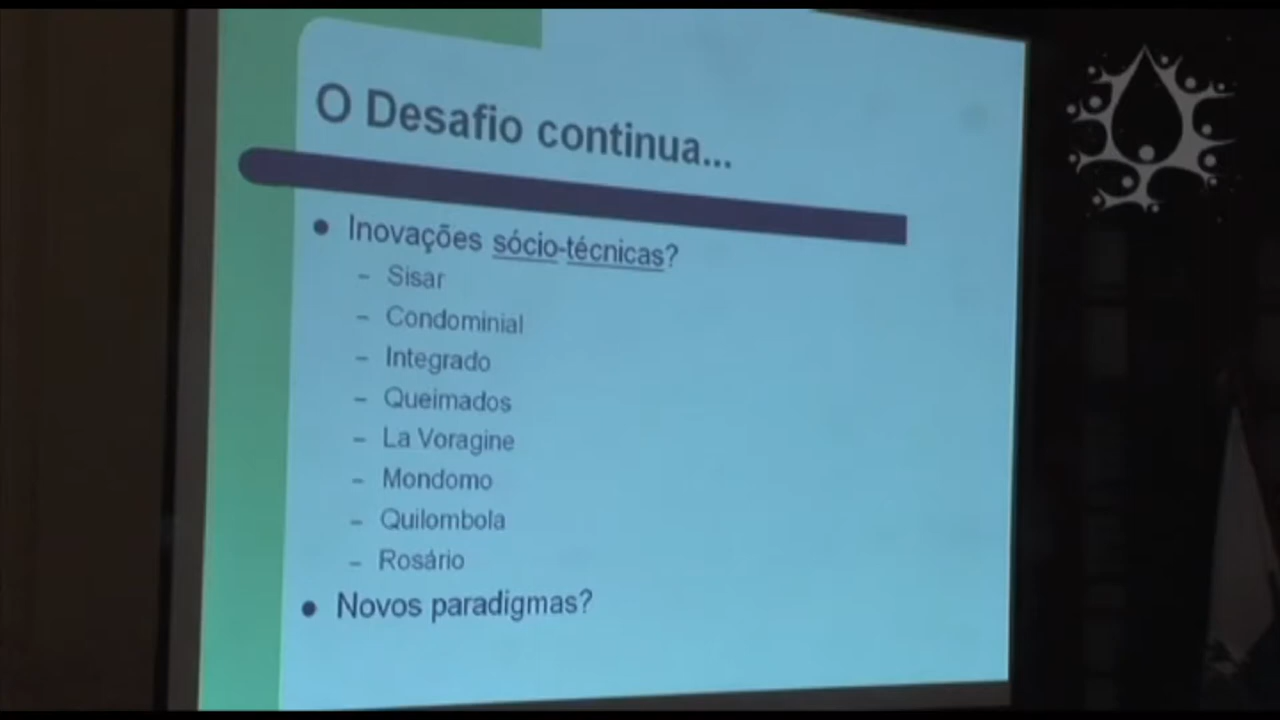 O Desafio continua...
• Inovações sócio-técnicas?
– Sisar
– Condominial
– Integrado
– Queimados
– La Voragine
– Mondomo
– Quilombola
– Rosário
• Novos paradigmas?